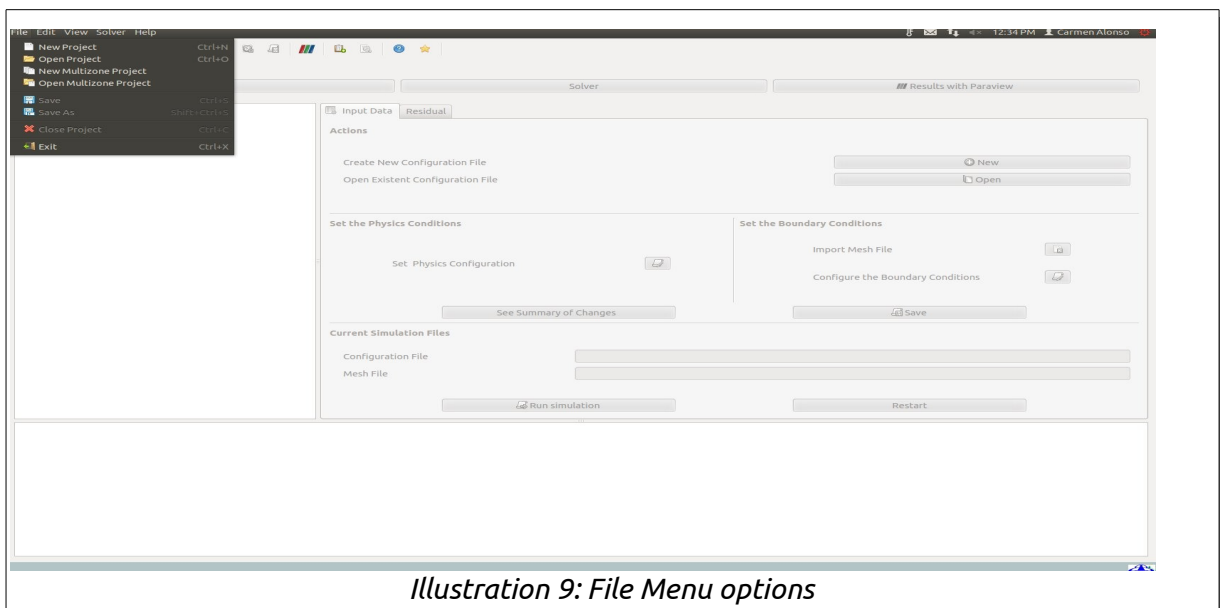 File Edit View Solver Help
12:34 PM Carmen Alonso
New Project Ctrl+N
Open Project Ctrl+O
New Multizone Project
Open Multizone Project
Save Ctrl+S
Save As Shift+Ctrl+S
Close Project Ctrl+C
Exit Ctrl+X
Solver
Results with Paraview
Input Data Residual
Actions
Create New Configuration File New
Open Existent Configuration File Open
Set the Physics Conditions
Set Physics Configuration
Set the Boundary Conditions
Import Mesh File
Configure the Boundary Conditions
See Summary of Changes
Save
Current Simulation Files
Configuration File
Mesh File
Run simulation
Restart
Illustration 9: File Menu options